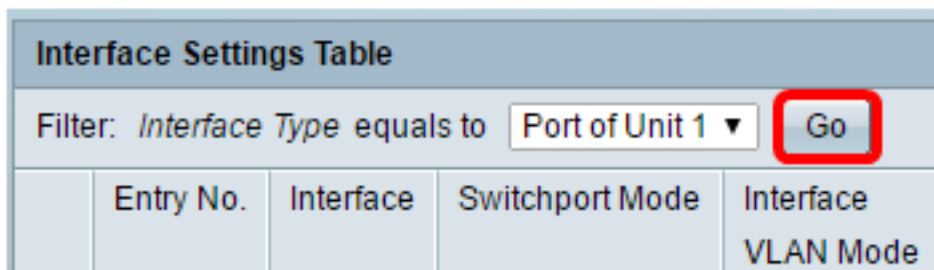 Interface Settings Table
Filter: Interface Type equals to Port of Unit 1 ▼ Go
Entry No. Interface Switchport Mode Interface
VLAN Mode